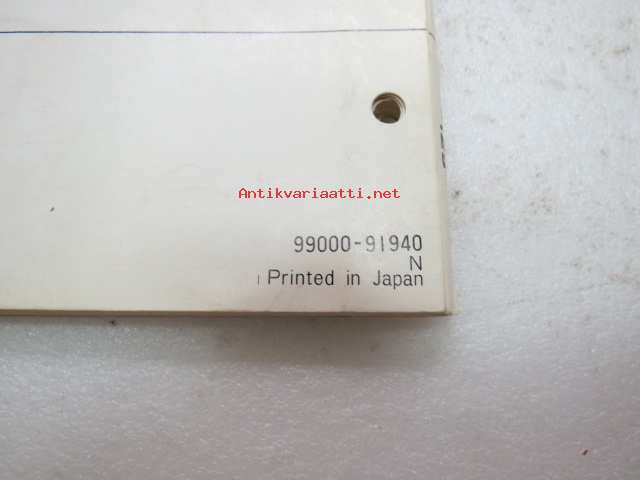 Antikvariaatti.net
99000-91940
N
Printed in Japan